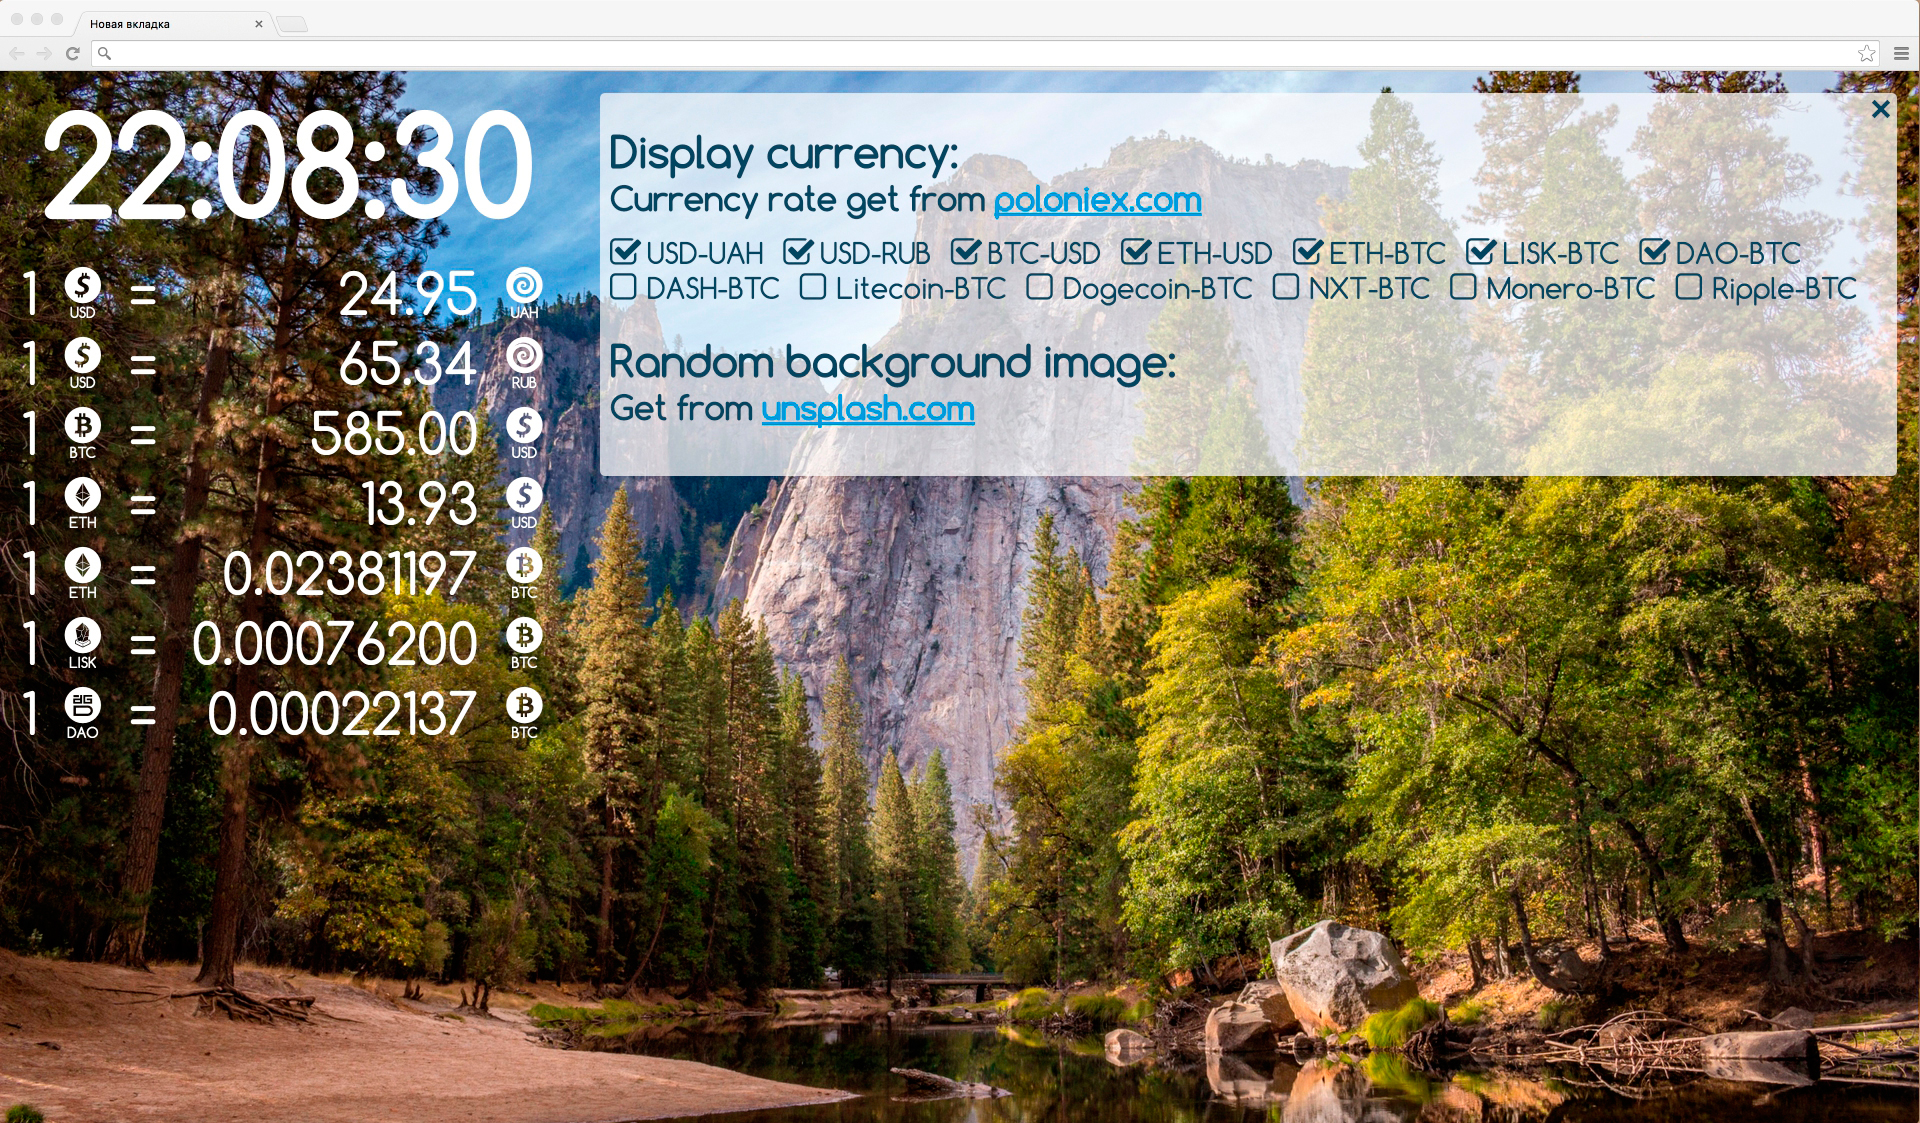 Новая вкладка
22:08:30
1 USD = 24.95 UAH
1 USD = 65.34 RUB
1 BTC = 585.00 USD
1 ETH = 13.93 USD
1 ETH = 0.02381197 BTC
1 LISK = 0.00076200 BTC
1 DAO = 0.00022137 BTC
Display currency:
Currency rate get from poloniex.com
USD-UAH USD-RUB BTC-USD ETH-USD ETH-BTC LISK-BTC DAO-BTC
DASH-BTC Litecoin-BTC Dogecoin-BTC NXT-BTC Monero-BTC Ripple-BTC
Random background image:
Get from unsplash.com